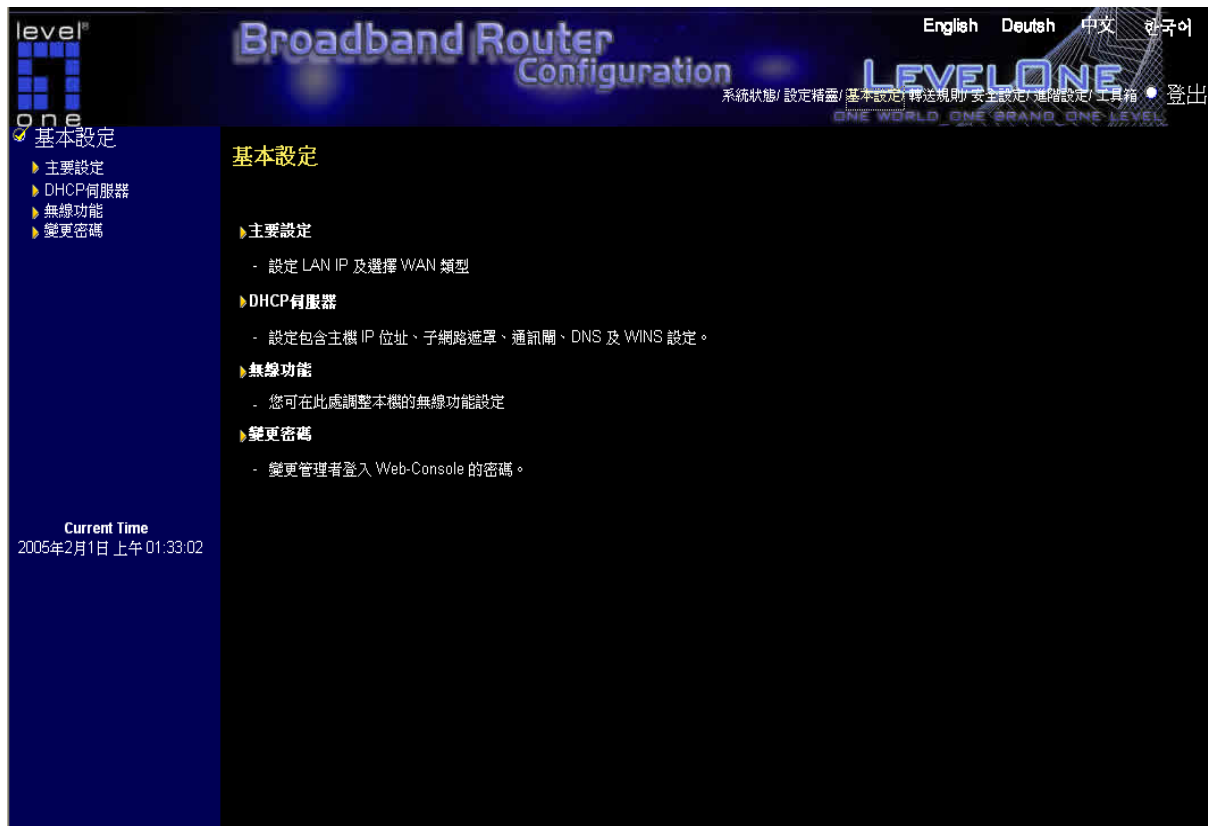 level®
one
Broadband Router
Configuration
English Deutsh 中文 한국어
LEVELONE
系統狀態/ 設定精靈/ 基本設定/ 轉送規則/ 安全設定/ 進階設定/ 工具箱 登出
ONE WORLD_ONE BRAND_ONE LEVEL
基本設定
主要設定
DHCP伺服器
無線功能
變更密碼
Current Time
2005年2月1日 上午 01:33:02
基本設定
主要設定
- 設定 LAN IP 及選擇 WAN 類型
DHCP伺服器
- 設定包含主機 IP 位址、子網路遮罩、通訊閘、DNS 及 WINS 設定。
無線功能
- 您可在此處調整本機的無線功能設定
變更密碼
- 變更管理者登入 Web-Console 的密碼。